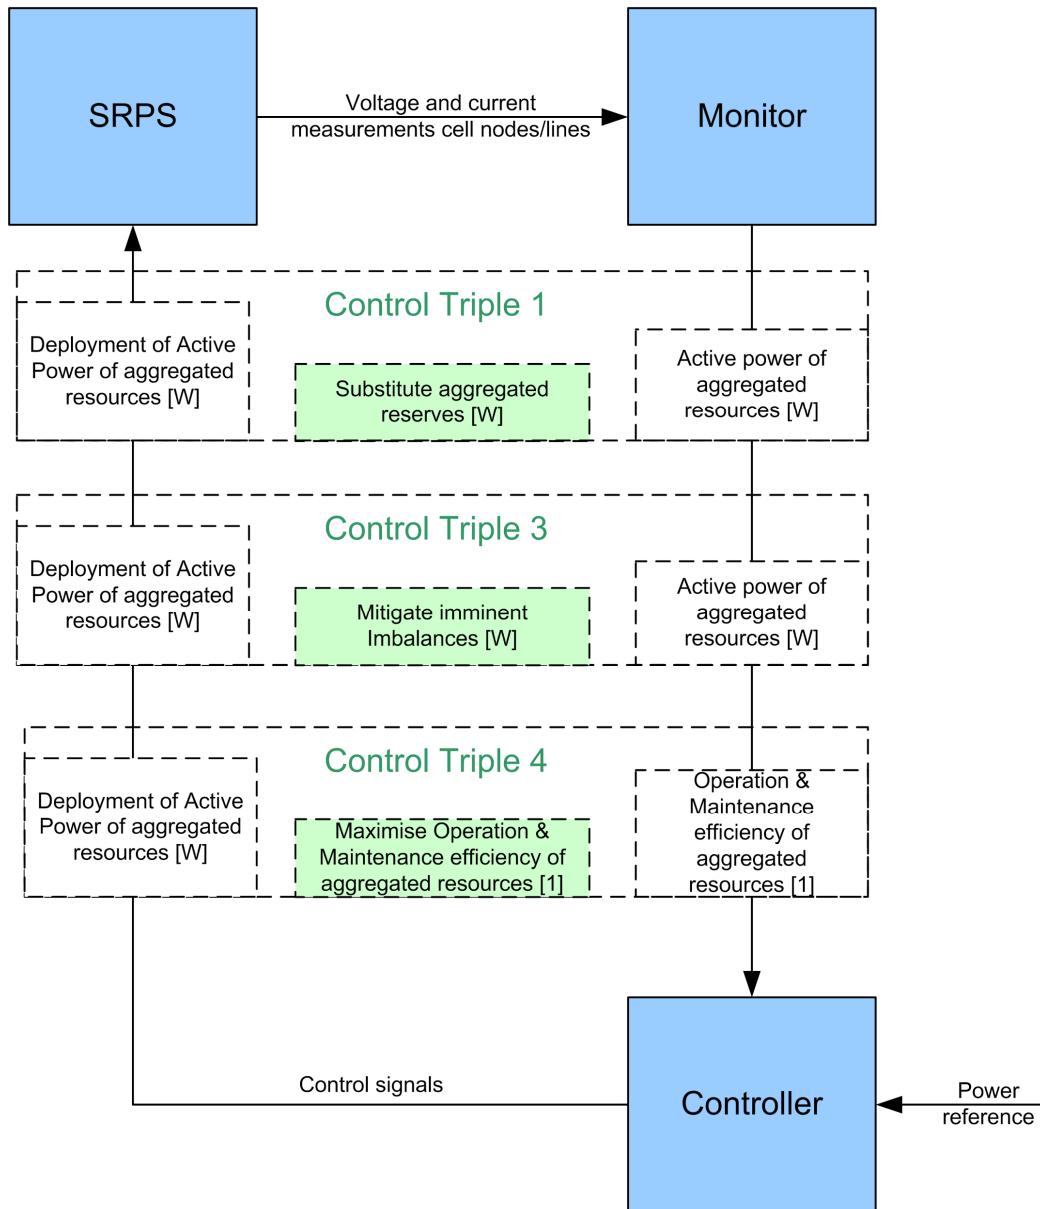 SRPS
Voltage and current
measurements cell nodes/lines
Monitor
Control Triple 1
Deployment of Active
Power of aggregated
resources [W]
Substitute aggregated
reserves [W]
Active power of
aggregated
resources [W]
Control Triple 3
Deployment of Active
Power of aggregated
resources [W]
Mitigate imminent
Imbalances [W]
Active power of
aggregated
resources [W]
Control Triple 4
Deployment of Active
Power of aggregated
resources [W]
Maximise Operation &
Maintenance efficiency of
aggregated resources [1]
Operation &
Maintenance
efficiency of
aggregated
resources [1]
Control signals
Controller
Power
reference